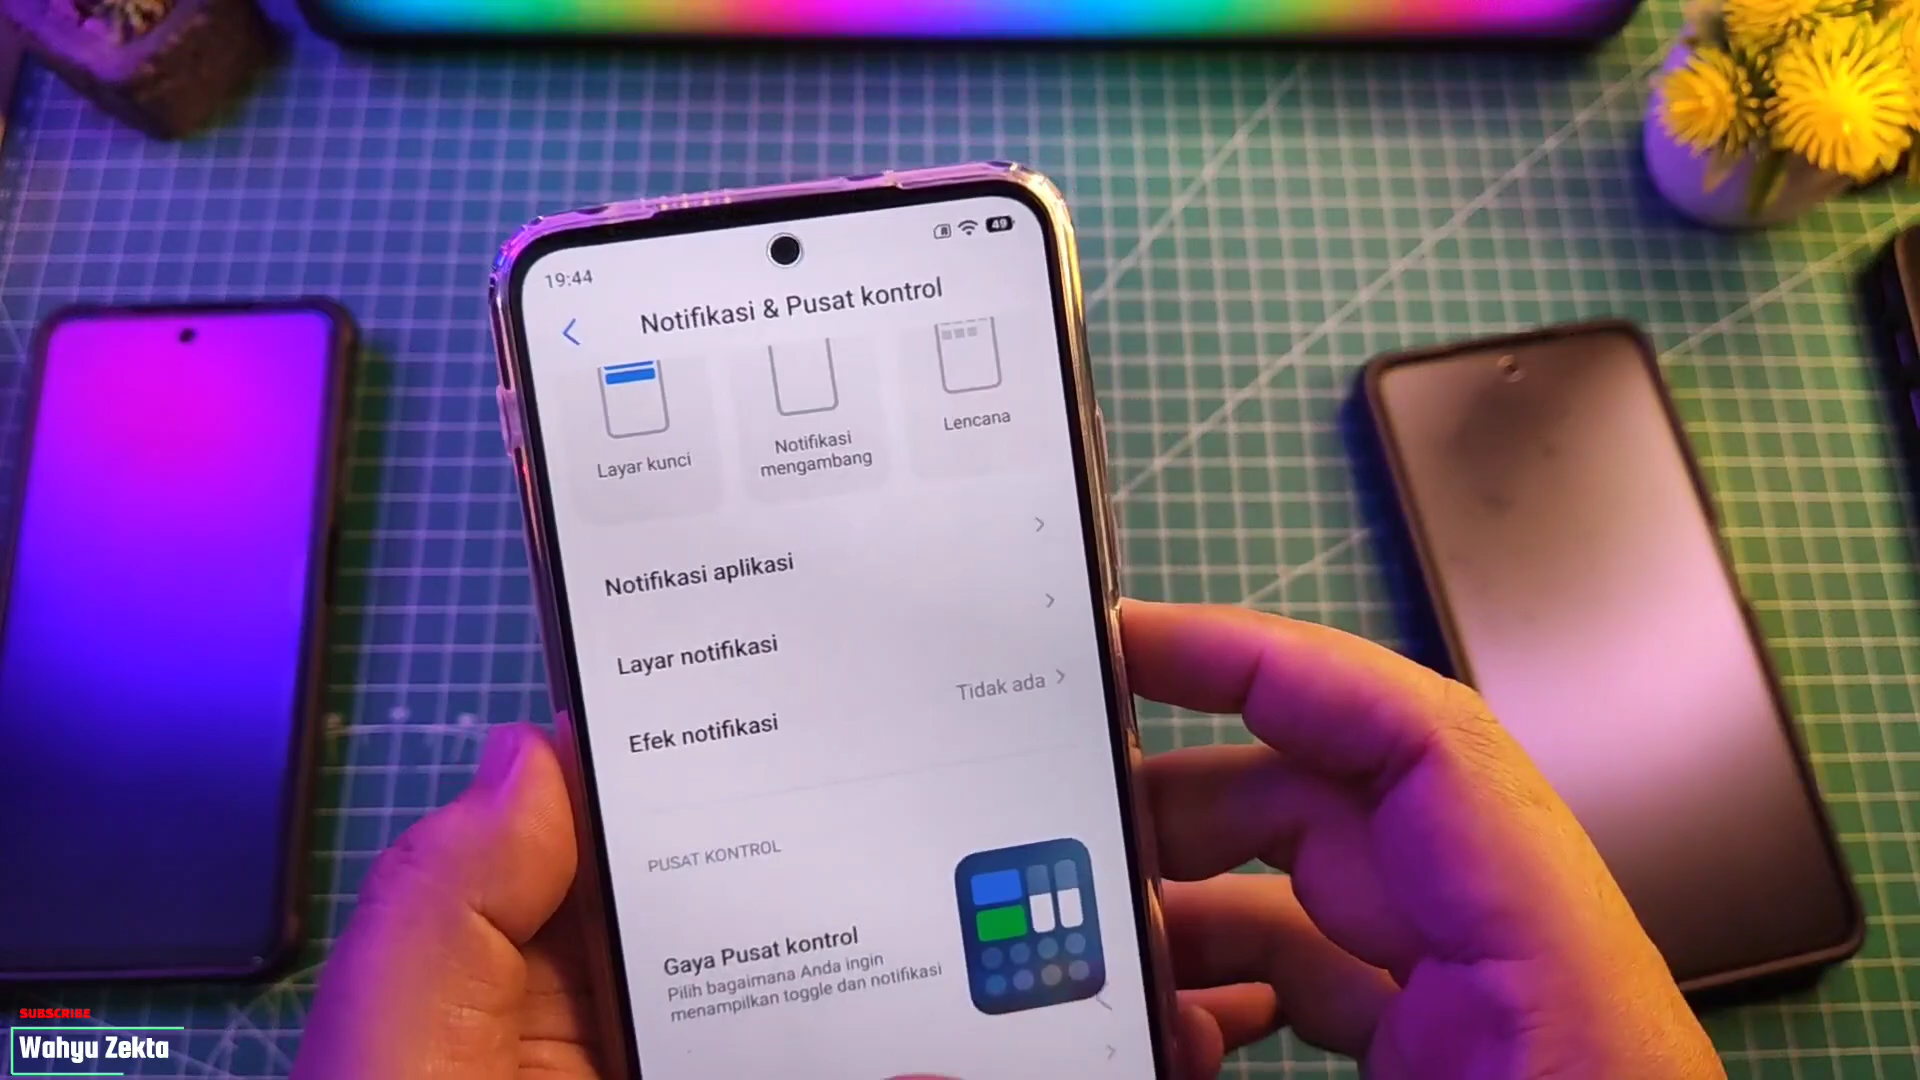 19:44
49
Notifikasi & Pusat kontrol
Layar kunci
Notifikasi
mengambang
Lencana
Notifikasi aplikasi
Layar notifikasi
Efek notifikasi
Tidak ada
PUSAT KONTROL
Gaya Pusat kontrol
Pilih bagaimana Anda ingin
menampilkan toggle dan notifikasi
SUBSCRIBE
Wahyu Zekta